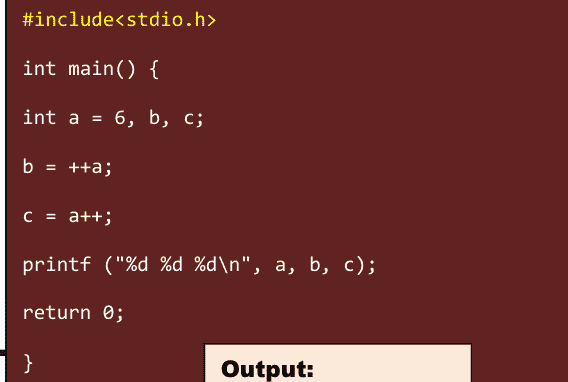 #include<stdio.h>
int main() {
int a = 6, b, c;
b = ++a;
c = a++;
printf ("%d %d %d\n", a, b, c);
return 0;
}
Output: